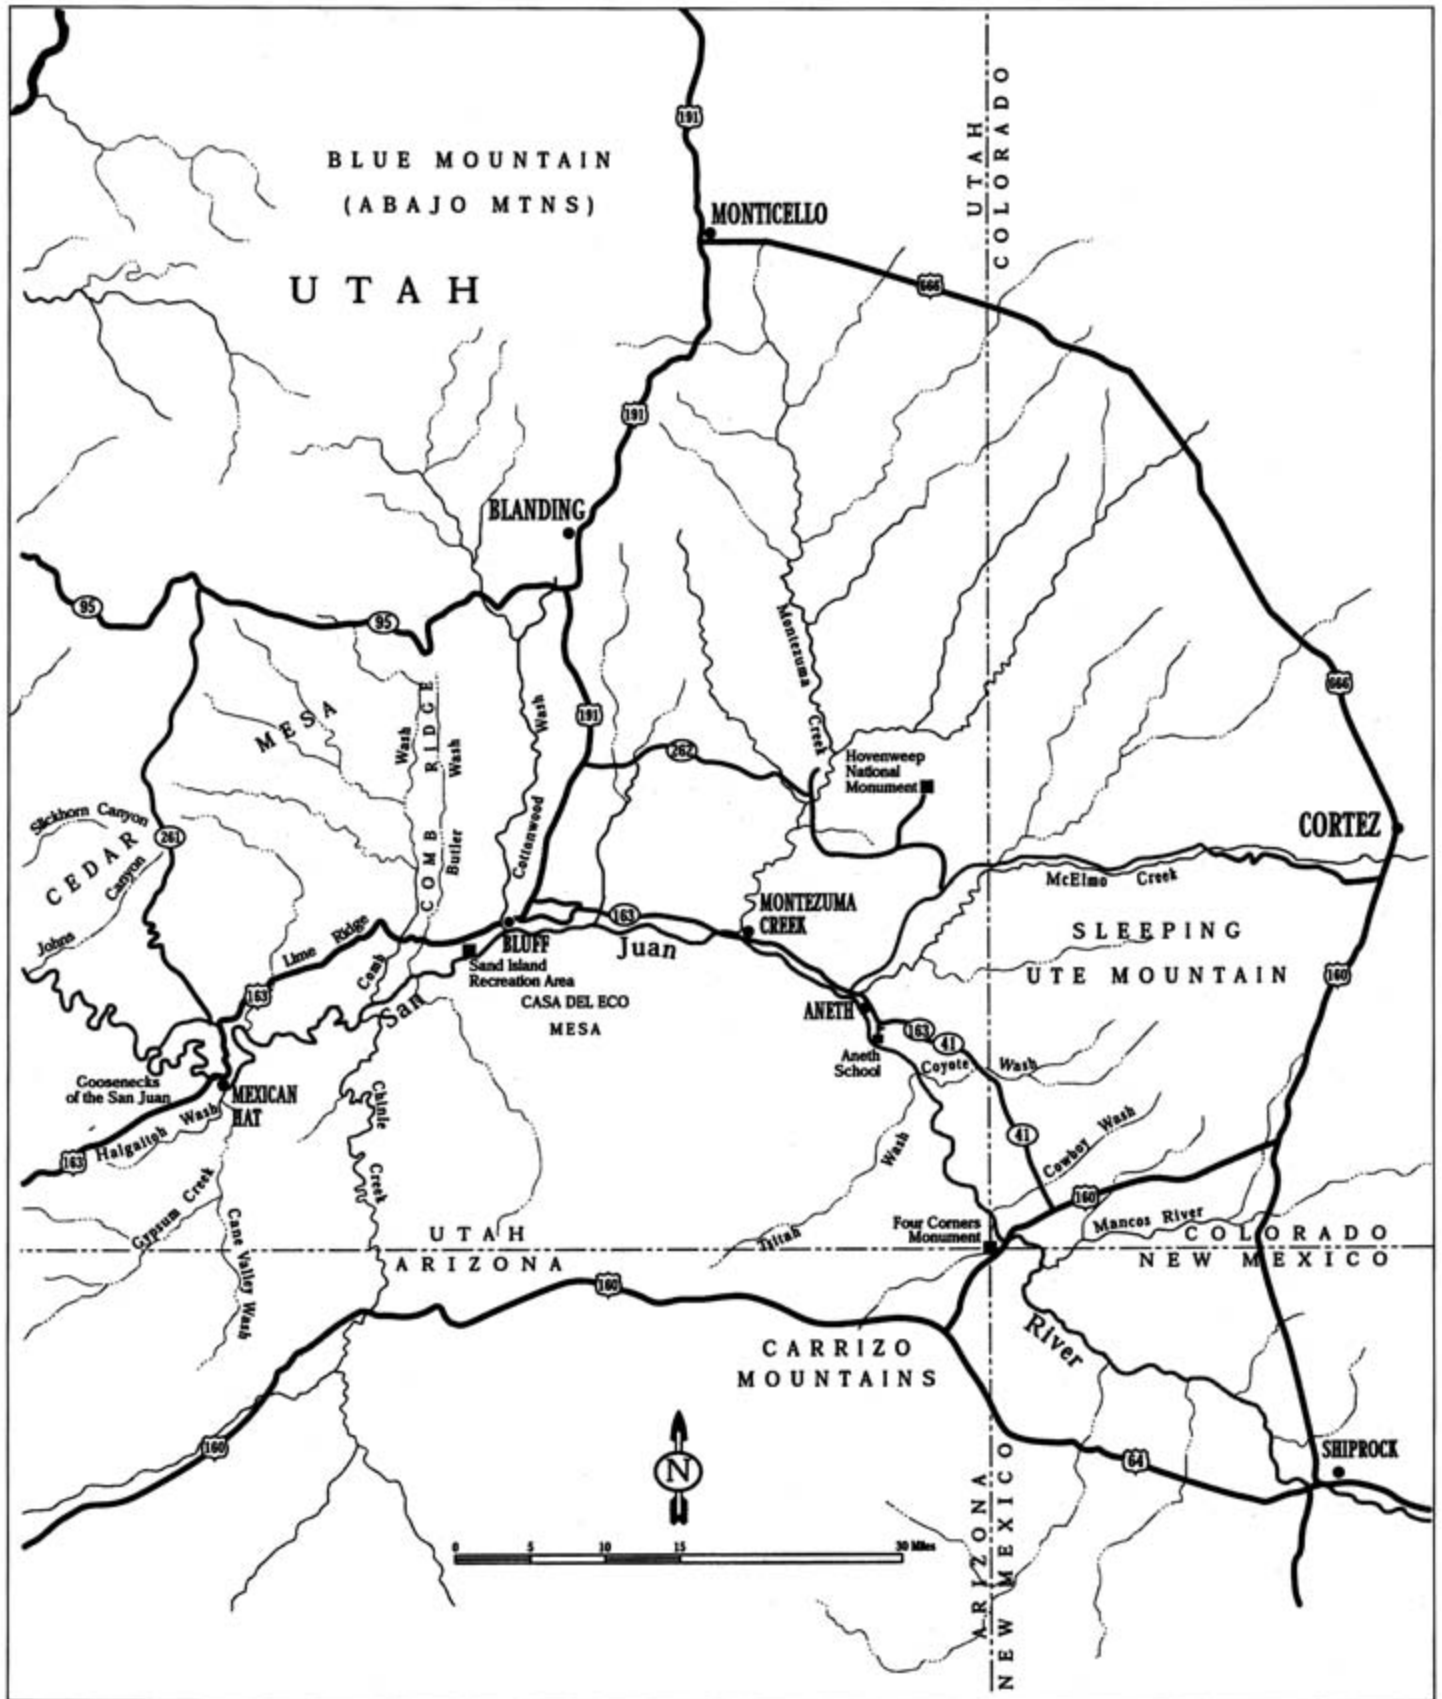 191
UTAH
COLORADO
BLUE MOUNTAIN
(ABAJO MTNS)
MONTICELLO
UTAH
666
191
BLANDING
95
95
Montezuma
Creek
666
MESA
Wash
COMB RIDGE
Wash
Butler
Wash
Cottonwood
191
262
Hovenweep
National
Monument
Slickhorn Canyon
CEDAR
261
Canyon
Johns
CORTEZ
McElmo Creek
MONTEZUMA
CREEK
163
Lime Ridge
BLUFF
Juan
SLEEPING
UTE MOUNTAIN
Sand Island
Recreation Area
Comb
San
CASA DEL ECO
MESA
163
160
ANETH
163
41
Aneth
School
Coyote Wash
Goosenecks
of the San Juan
MEXICAN
HAT
Chinle
Creek
Halgaitoh Wash
163
41
Cowboy Wash
Wash
Tsitah
160
Gypsum Creek
Cane Valley Wash
Mancos River
Four Corners
Monument
UTAH
ARIZONA
COLORADO
NEW MEXICO
160
River
CARRIZO
MOUNTAINS
160
N
64
SHIPROCK
ARIZONA
NEW MEXICO
0 5 10 15 30 Miles